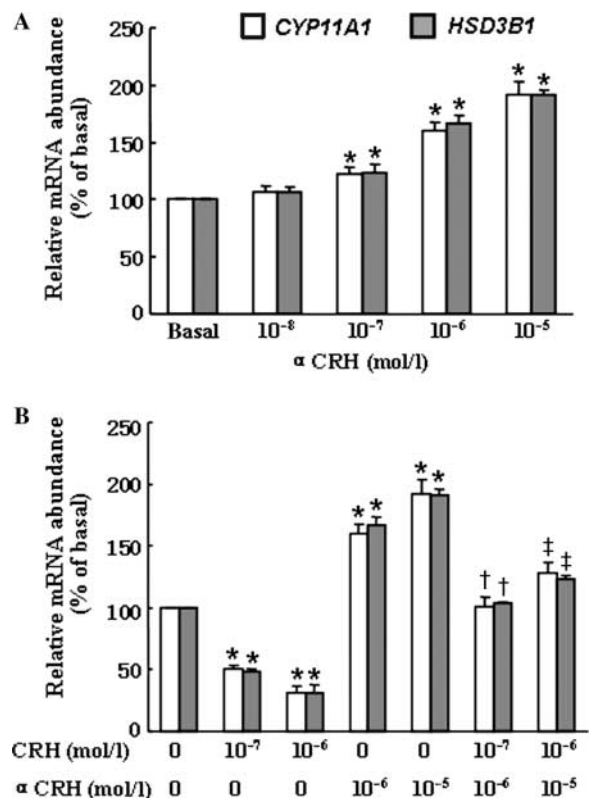 A
CYP11A1 HSD3B1
Relative mRNA abundance
(% of basal)
250
200
150
100
50
0
* * * * * *
Basal 10⁻⁸ 10⁻⁷ 10⁻⁶ 10⁻⁵
α CRH (mol/l)
B
Relative mRNA abundance
(% of basal)
250
200
150
100
50
0
* * * * * * * * † † ‡ ‡
CRH (mol/l) 0 10⁻⁷ 10⁻⁶ 0 0 10⁻⁷ 10⁻⁶
α CRH (mol/l) 0 0 0 10⁻⁶ 10⁻⁵ 10⁻⁶ 10⁻⁵